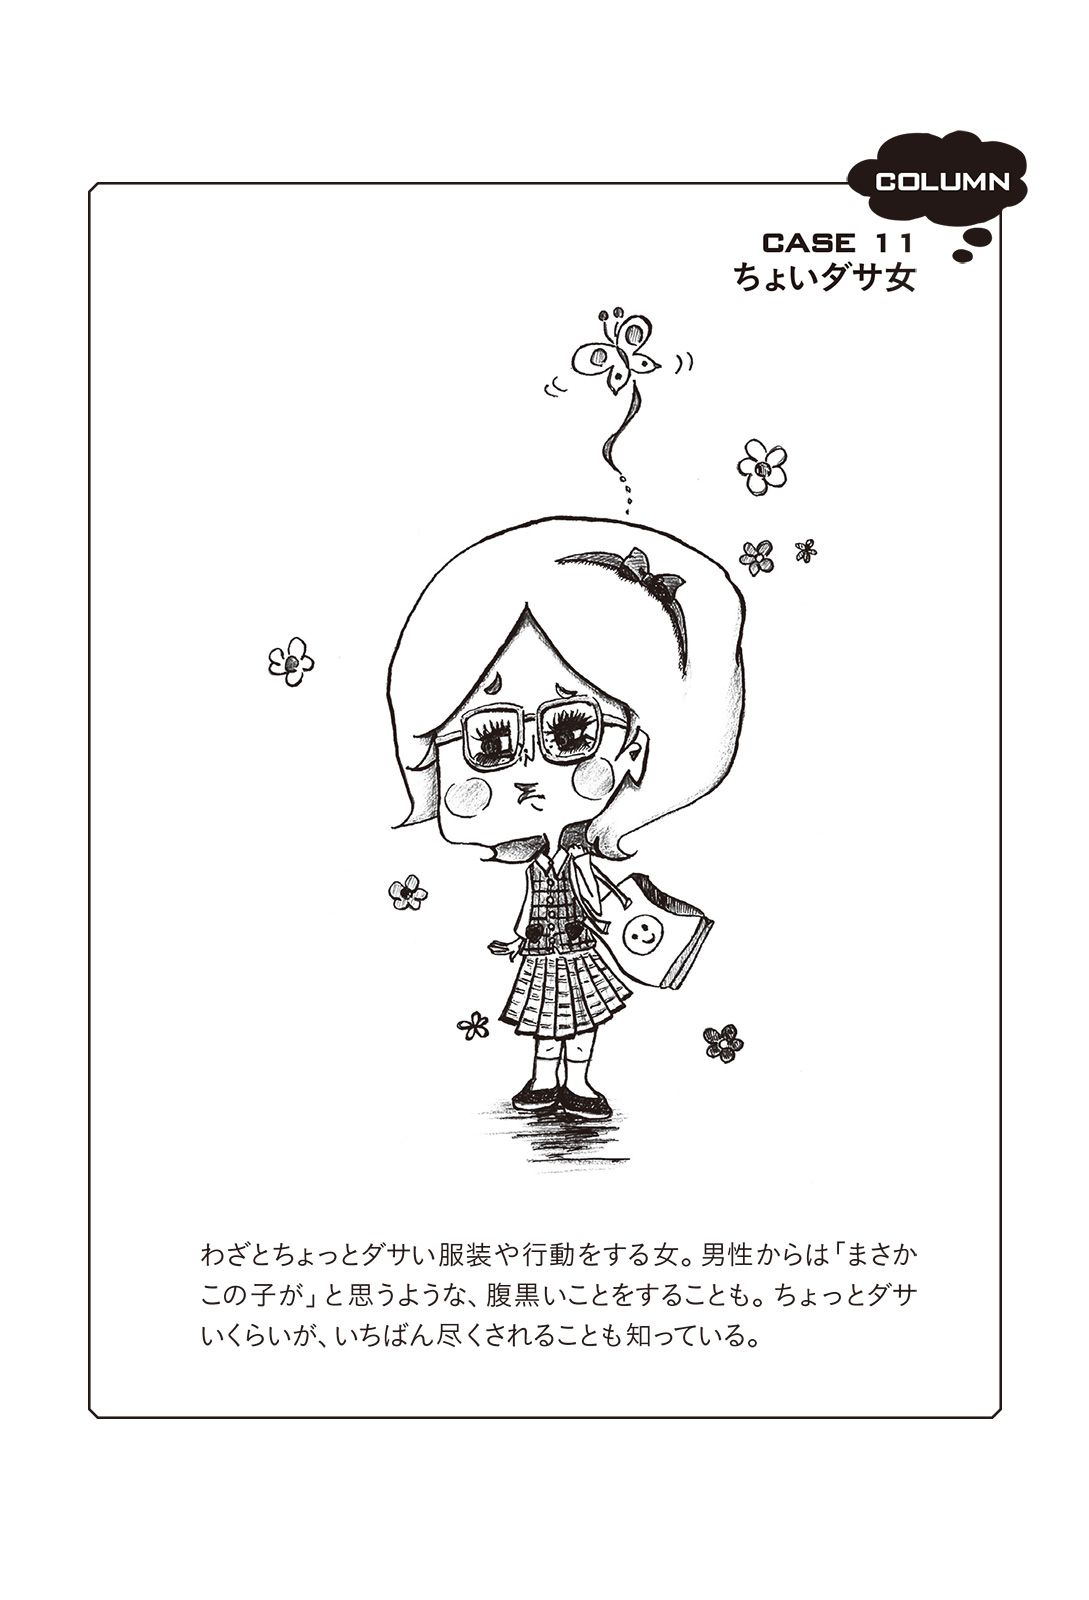 COLUMN
CASE 11
ちょいダサ女
わざとちょっとダサい服装や行動をする女。男性からは「まさか
この子が」と思うような、腹黒いことをすることも。ちょっとダサ
いくらいが、いちばん尽くされることも知っている。